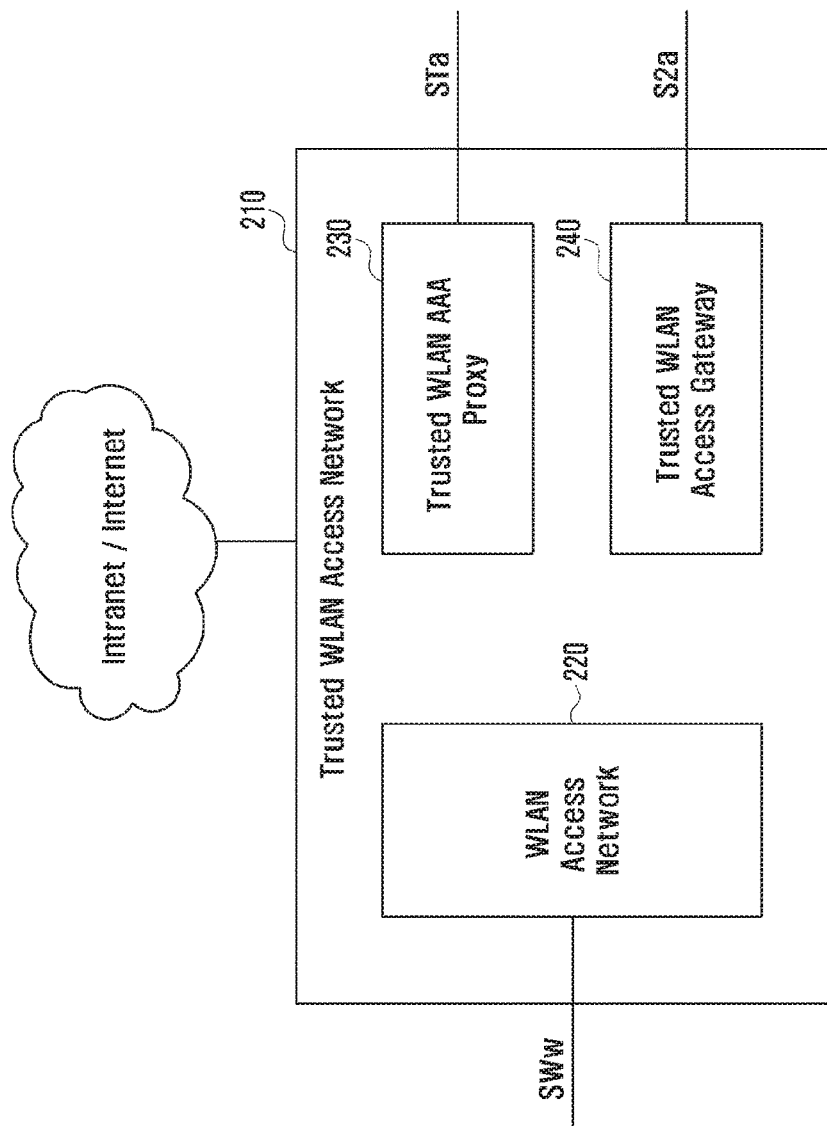 Intranet / Internet
210
Trusted WLAN Access Network
230
Trusted WLAN AAA
Proxy
STa
220
WLAN
Access
Network
SWw
240
Trusted WLAN
Access Gateway
S2a